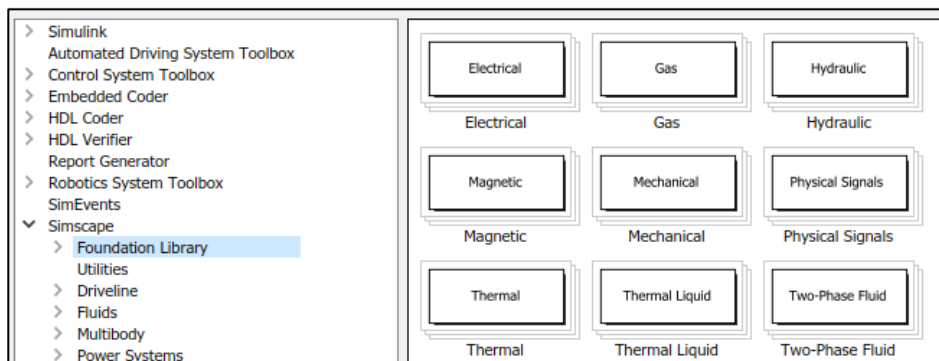 Simulink
Automated Driving System Toolbox
Control System Toolbox
Embedded Coder
HDL Coder
HDL Verifier
Report Generator
Robotics System Toolbox
SimEvents
Simscape
Foundation Library
Utilities
Driveline
Fluids
Multibody
Power Systems
Electrical Gas Hydraulic
Electrical Gas Hydraulic
Magnetic Mechanical Physical Signals
Magnetic Mechanical Physical Signals
Thermal Thermal Liquid Two-Phase Fluid
Thermal Thermal Liquid Two-Phase Fluid